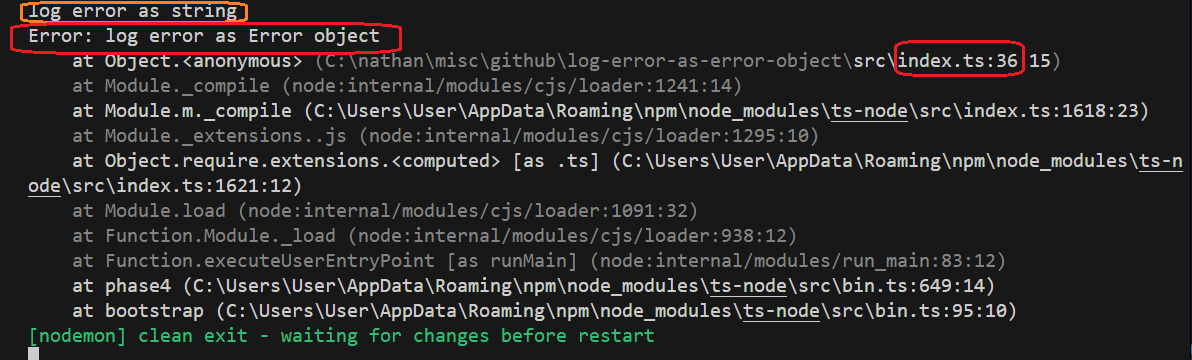 log error as string
Error: log error as Error object
at Object.<anonymous> (C:\nathan\misc\github\log-error-as-error-object\src\index.ts:36 15)
at Module._compile (node:internal/modules/cjs/loader:1241:14)
at Module.m._compile (C:\Users\User\AppData\Roaming\npm\node_modules\ts-node\src\index.ts:1618:23)
at Module._extensions..js (node:internal/modules/cjs/loader:1295:10)
at Object.require.extensions.<computed> [as .ts] (C:\Users\User\AppData\Roaming\npm\node_modules\ts-n
ode\src\index.ts:1621:12)
at Module.load (node:internal/modules/cjs/loader:1091:32)
at Function.Module._load (node:internal/modules/cjs/loader:938:12)
at Function.executeUserEntryPoint [as runMain] (node:internal/modules/run_main:83:12)
at phase4 (C:\Users\User\AppData\Roaming\npm\node_modules\ts-node\src\bin.ts:649:14)
at bootstrap (C:\Users\User\AppData\Roaming\npm\node_modules\ts-node\src\bin.ts:95:10)
[nodemon] clean exit - waiting for changes before restart